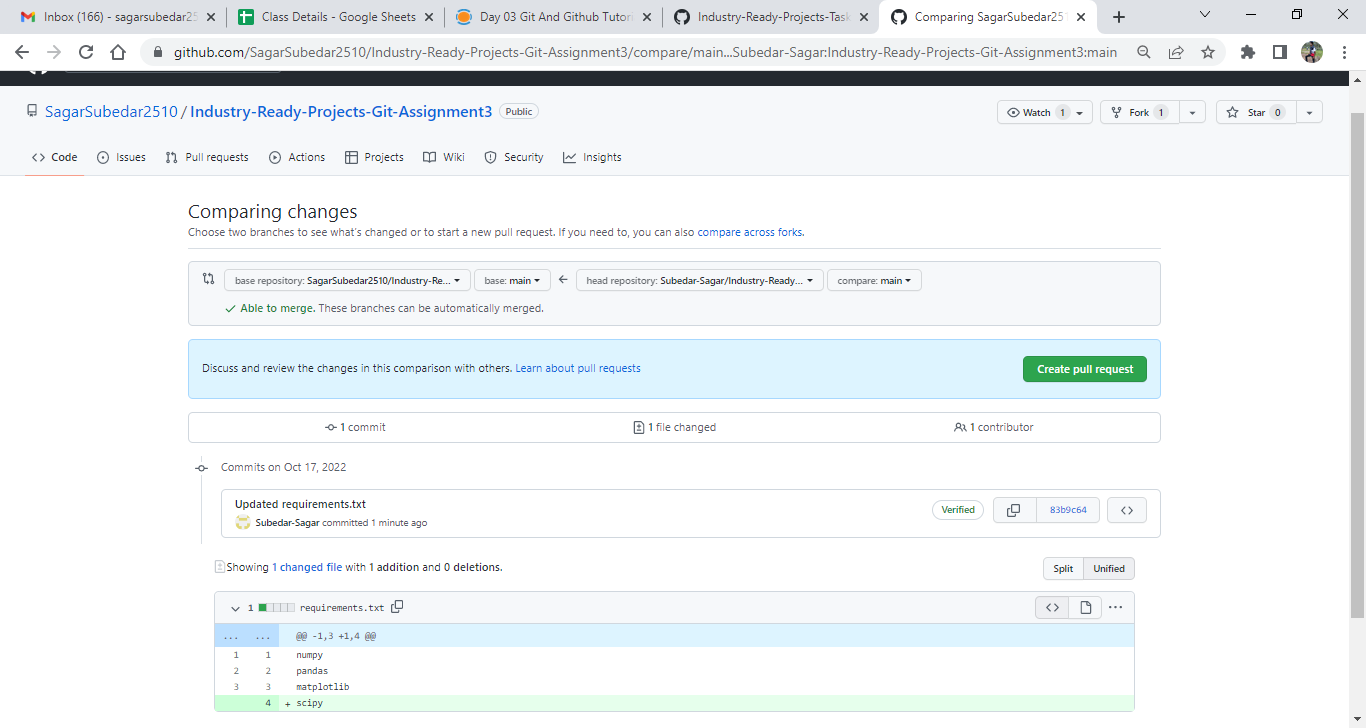 Inbox (166) - sagarsubedar25
Class Details - Google Sheets
Day 03 Git And Github Tutori
Industry-Ready-Projects-Task
Comparing SagarSubedar251
github.com/SagarSubedar2510/Industry-Ready-Projects-Git-Assignment3/compare/main...Subedar-Sagar:Industry-Ready-Projects-Git-Assignment3:main
SagarSubedar2510 / Industry-Ready-Projects-Git-Assignment3 Public
Watch 1 Fork 1 Star 0
Code Issues Pull requests Actions Projects Wiki Security Insights
Comparing changes
Choose two branches to see what's changed or to start a new pull request. If you need to, you can also compare across forks.
base repository: SagarSubedar2510/Industry-Re... base: main head repository: Subedar-Sagar/Industry-Ready... compare: main
Able to merge. These branches can be automatically merged.
Discuss and review the changes in this comparison with others. Learn about pull requests Create pull request
1 commit 1 file changed 1 contributor
Commits on Oct 17, 2022
Updated requirements.txt
Subedar-Sagar committed 1 minute ago
Verified 83b9c64
Showing 1 changed file with 1 addition and 0 deletions.
Split Unified
1 requirements.txt
... ... @@ -1,3 +1,4 @@
1 1 numpy
2 2 pandas
3 3 matplotlib
4 + scipy